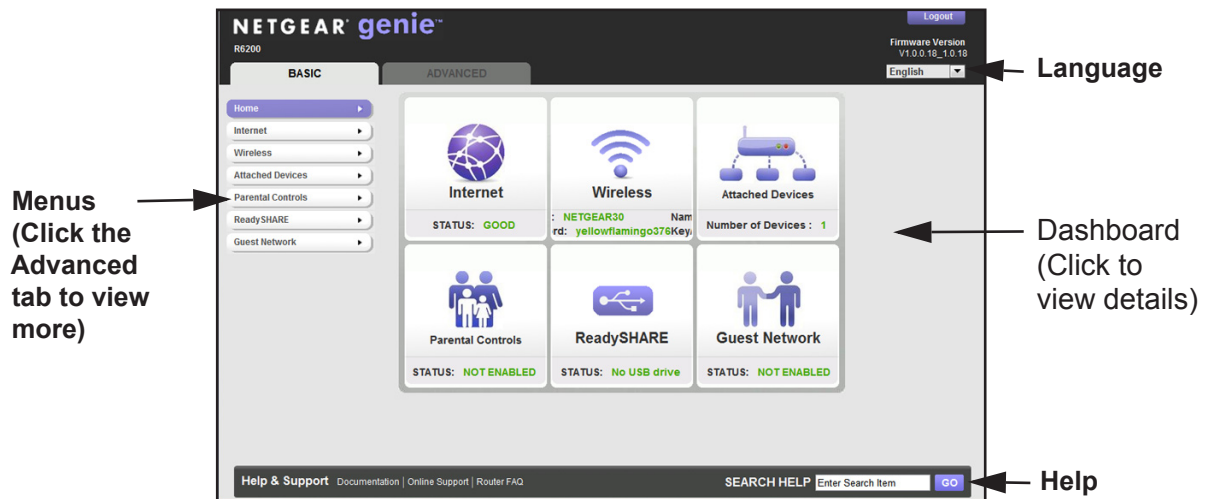 NETGEAR® genie™
R6200
Logout
Firmware Version
V1.0.0.18_1.0.18
English
BASIC
ADVANCED
Language
Home
Internet
Wireless
Attached Devices
Parental Controls
ReadySHARE
Guest Network
Menus
(Click the
Advanced
tab to view
more)
Internet
STATUS: GOOD
Wireless
: NETGEAR30 Nam
rd: yellowflamingo376Key
Attached Devices
Number of Devices : 1
Parental Controls
STATUS: NOT ENABLED
ReadySHARE
STATUS: No USB drive
Guest Network
STATUS: NOT ENABLED
Dashboard
(Click to
view details)
Help & Support Documentation | Online Support | Router FAQ
SEARCH HELP Enter Search Item GO
Help